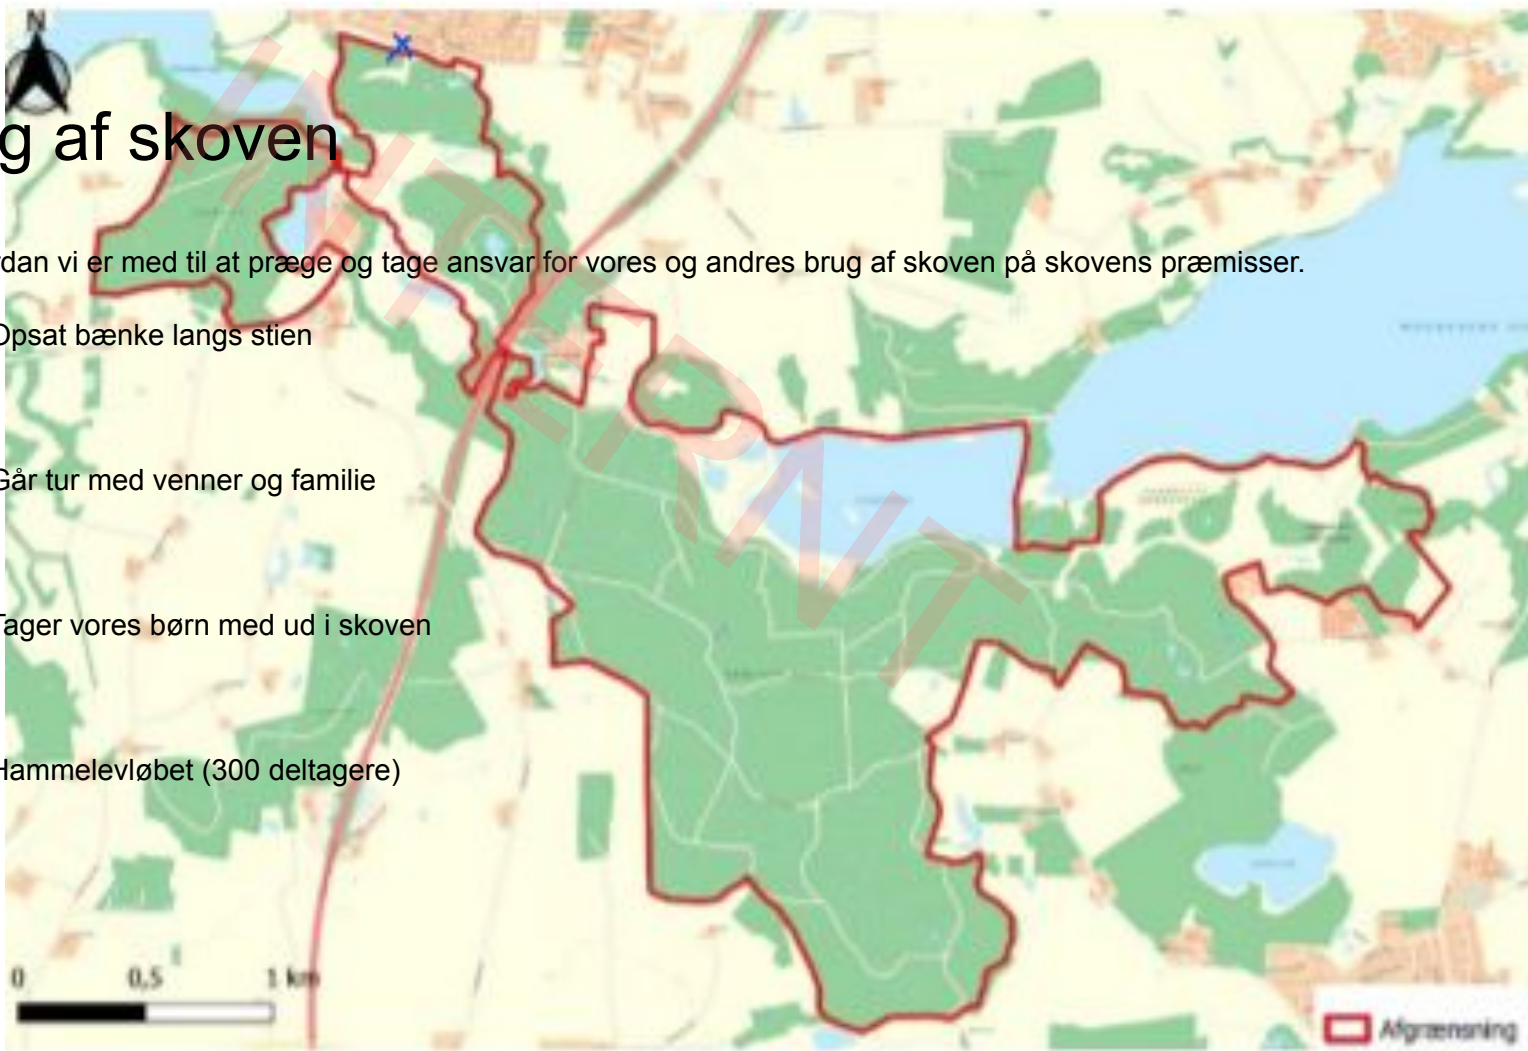 N
g af skoven
rdan vi er med til at præge og tage ansvar for vores og andres brug af skoven på skovens præmisser.
Opsat bænke langs stien
Går tur med venner og familie
Tager vores børn med ud i skoven
Hammelevløbet (300 deltagere)
INTERNT
0 0,5 1 km
Afgrænsning